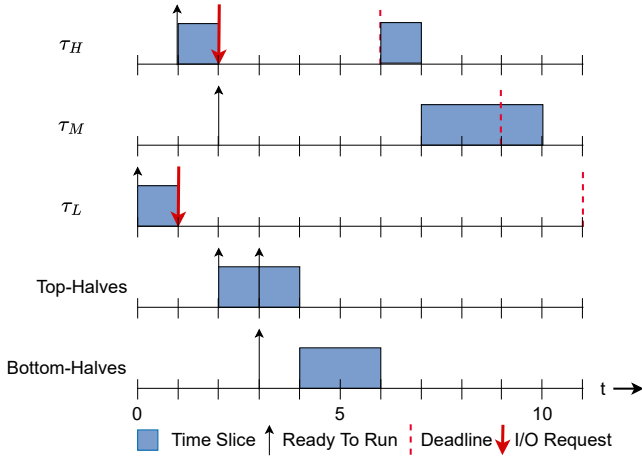 τH
τM
τL
Top-Halves
Bottom-Halves
t
0 5 10
Time Slice Ready To Run Deadline I/O Request